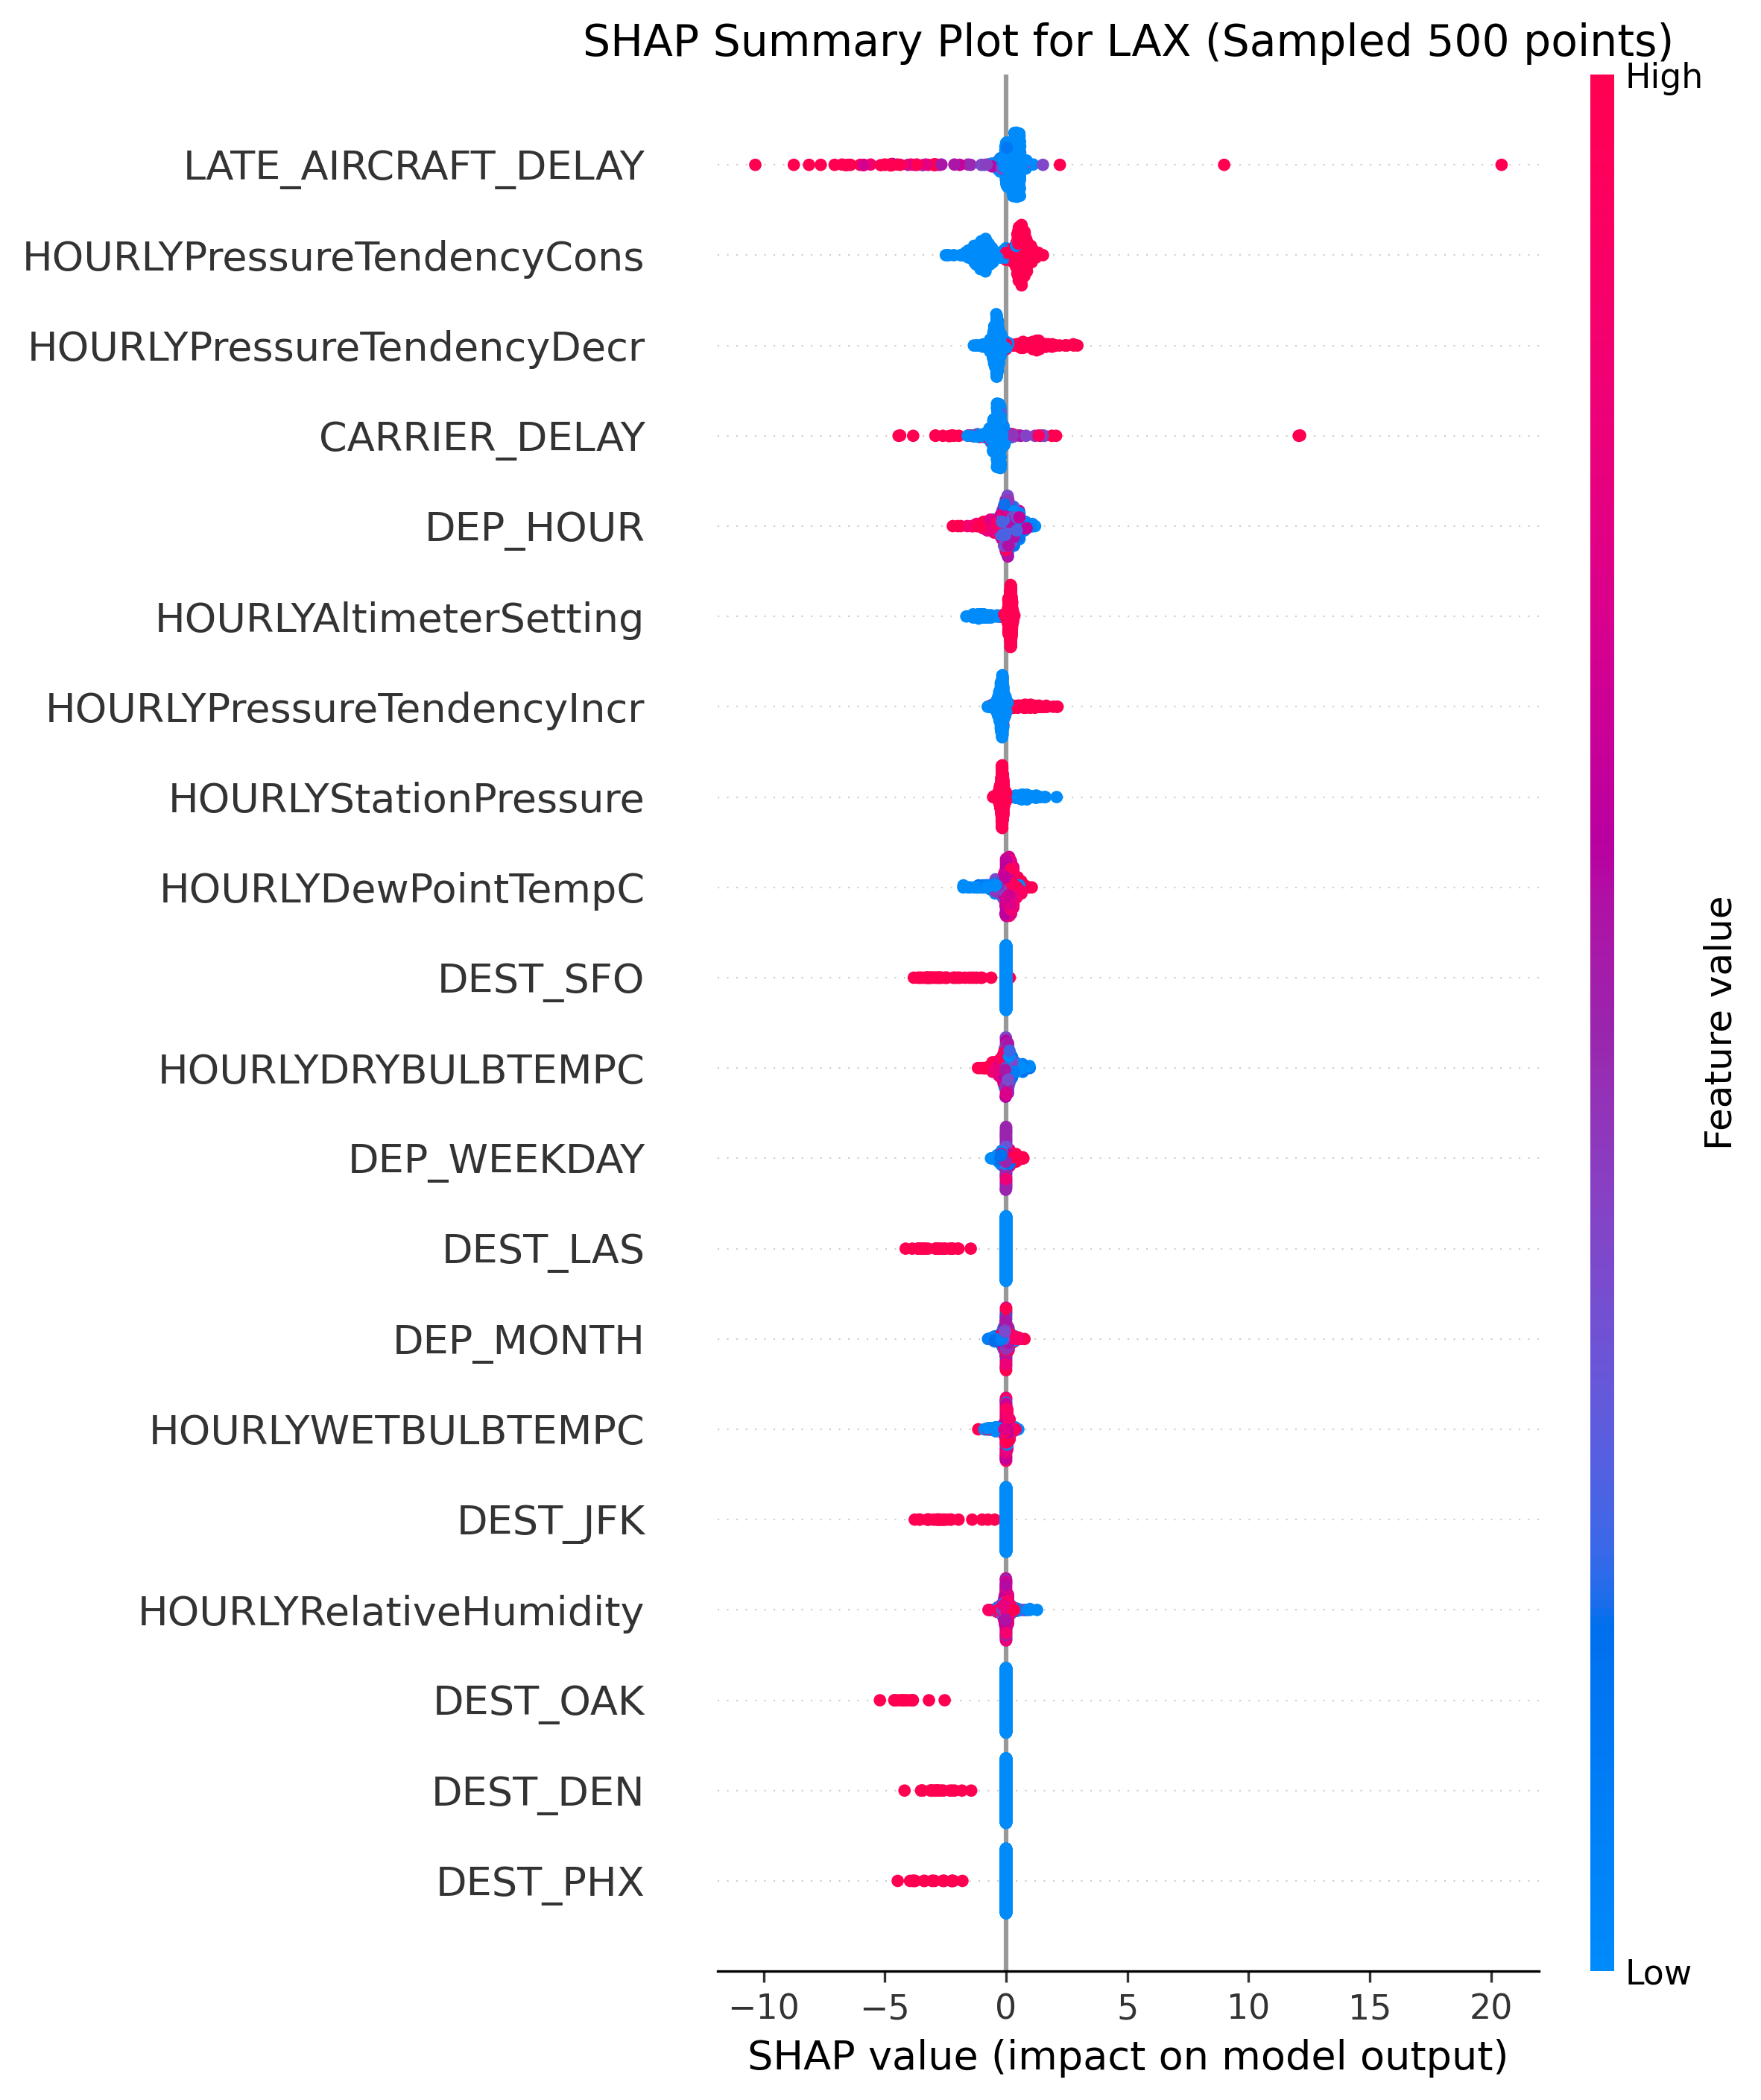 SHAP Summary Plot for LAX (Sampled 500 points)
High
LATE_AIRCRAFT_DELAY
HOURLYPressureTendencyCons
HOURLYPressureTendencyDecr
CARRIER_DELAY
DEP_HOUR
HOURLYAltimeterSetting
HOURLYPressureTendencyIncr
HOURLYStationPressure
HOURLYDewPointTempC
DEST_SFO
HOURLYDRYBULBTEMPC
DEP_WEEKDAY
DEST_LAS
DEP_MONTH
HOURLYWETBULBTEMPC
DEST_JFK
HOURLYRelativeHumidity
DEST_OAK
DEST_DEN
DEST_PHX
Feature value
Low
−10 −5 0 5 10 15 20
SHAP value (impact on model output)